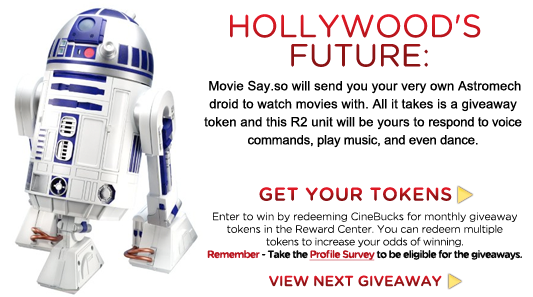 HOLLYWOOD'S
FUTURE:
Movie Say.so will send you your very own Astromech
droid to watch movies with. All it takes is a giveaway
token and this R2 unit will be yours to respond to voice
commands, play music, and even dance.
GET YOUR TOKENS
Enter to win by redeeming CineBucks for monthly giveaway
tokens in the Reward Center. You can redeem multiple
tokens to increase your odds of winning.
Remember - Take the Profile Survey to be eligible for the giveaways.
VIEW NEXT GIVEAWAY